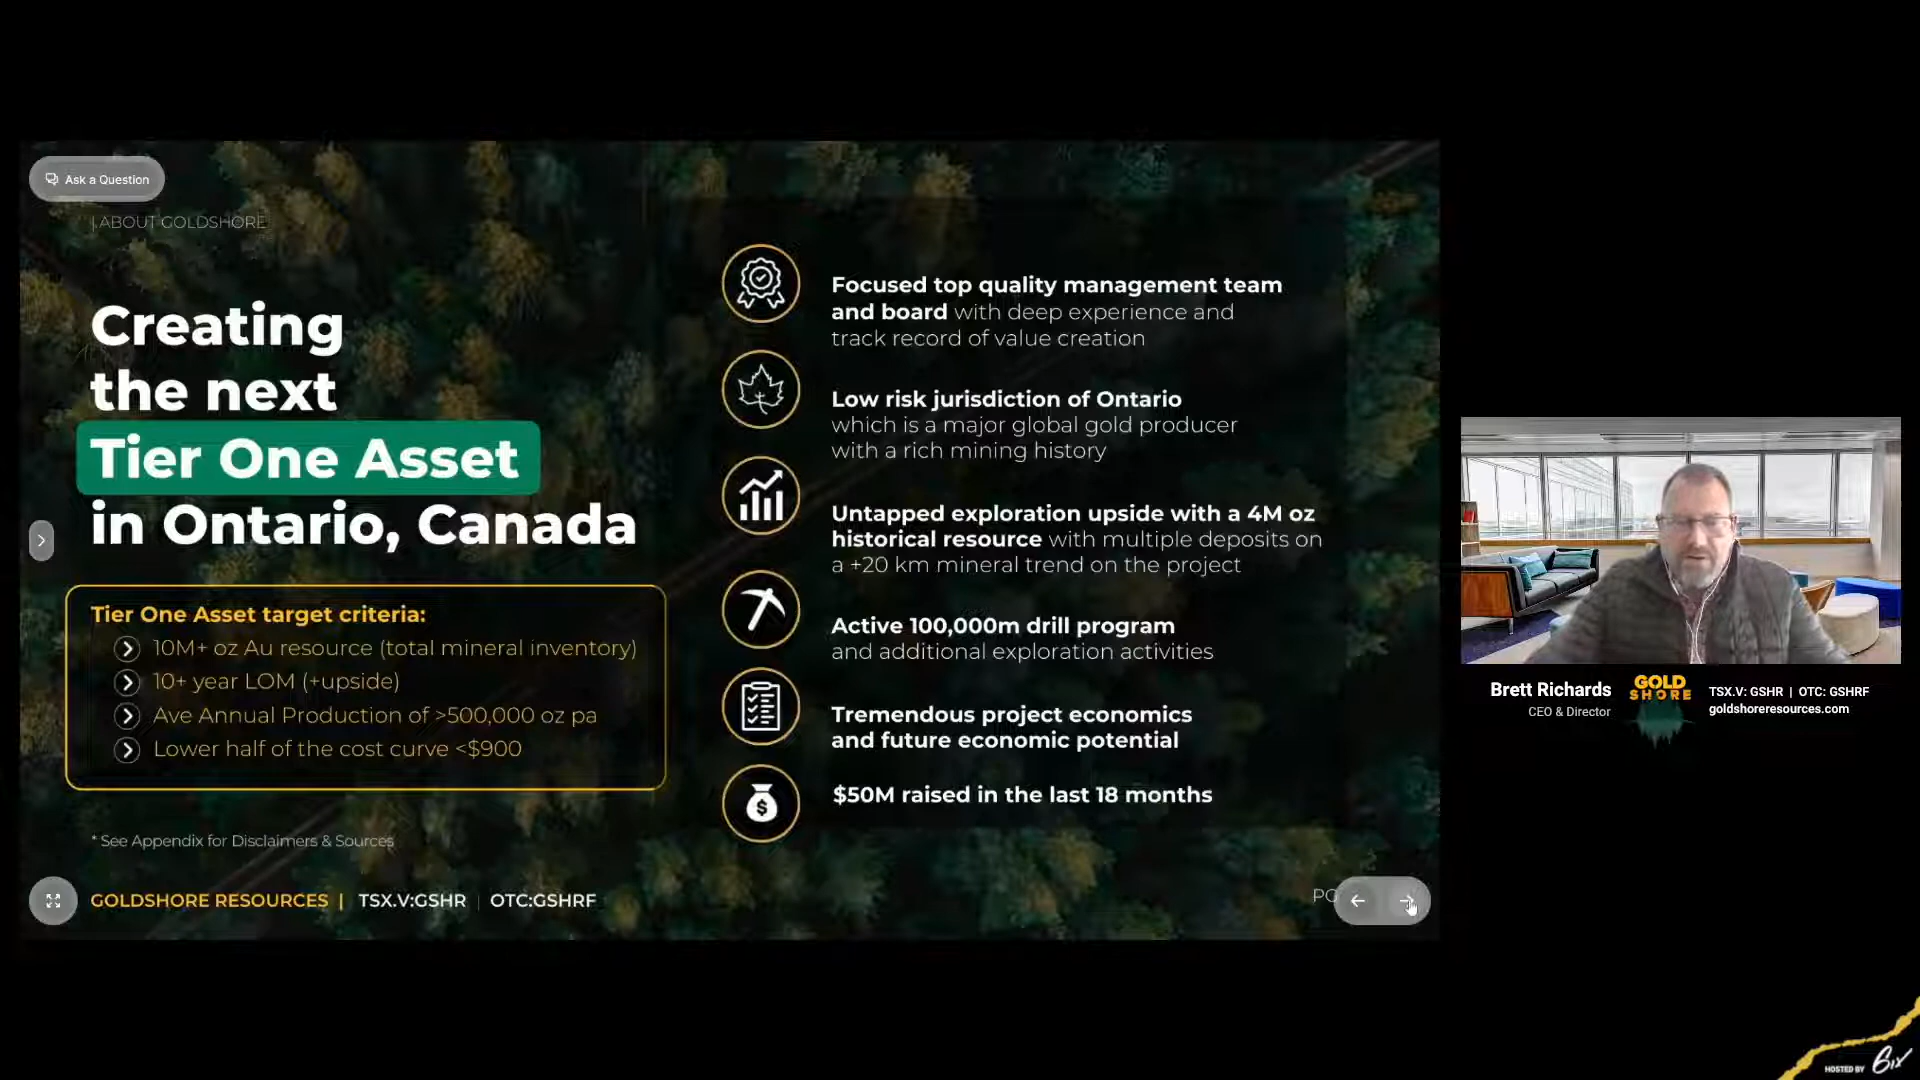 Ask a Question
| ABOUT GOLDSHORE
Creating
the next
Tier One Asset
in Ontario, Canada
Tier One Asset target criteria:
10M+ oz Au resource (total mineral inventory)
10+ year LOM (+upside)
Ave Annual Production of >500,000 oz pa
Lower half of the cost curve <$900
* See Appendix for Disclaimers & Sources
GOLDSHORE RESOURCES | TSX.V:GSHR | OTC:GSHRF
Focused top quality management team
and board with deep experience and
track record of value creation
Low risk jurisdiction of Ontario
which is a major global gold producer
with a rich mining history
Untapped exploration upside with a 4M oz
historical resource with multiple deposits on
a +20 km mineral trend on the project
Active 100,000m drill program
and additional exploration activities
Tremendous project economics
and future economic potential
$50M raised in the last 18 months
PG
Brett Richards
CEO & Director
GOLD
SHORE
TSX.V: GSHR | OTC: GSHRF
goldshoreresources.com
HOSTED BY 6ix